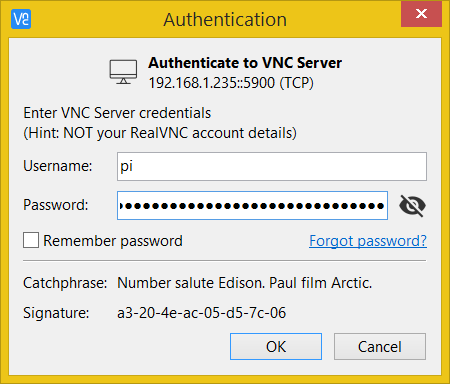 VC
Authentication
Authenticate to VNC Server
192.168.1.235::5900 (TCP)
Enter VNC Server credentials
(Hint: NOT your RealVNC account details)
Username: pi
Password: ●●●●●●●●●●●●●●●●●●●●●●●●●●●●●
Remember password Forgot password?
Catchphrase: Number salute Edison. Paul film Arctic.
Signature: a3-20-4e-ac-05-d5-7c-06
OK Cancel